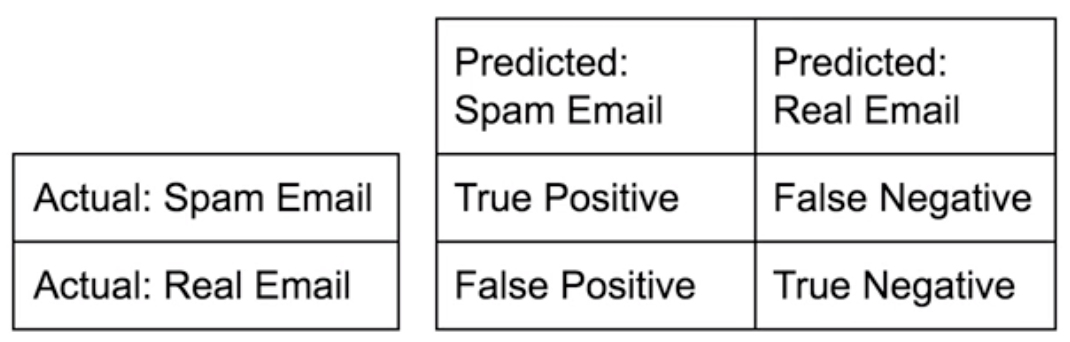 Predicted:
Spam Email
Predicted:
Real Email
Actual: Spam Email
True Positive
False Negative
Actual: Real Email
False Positive
True Negative